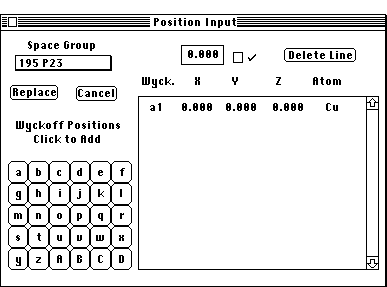 Position Input
Space Group
195 P23
0.000
Delete Line
Replace
Cancel
Wyck. X Y Z Atom
a1 0.000 0.000 0.000 Cu
Wyckoff Positions
Click to Add
a b c d e f
g h i j k l
m n o p q r
s t u v w x
y z A B C D